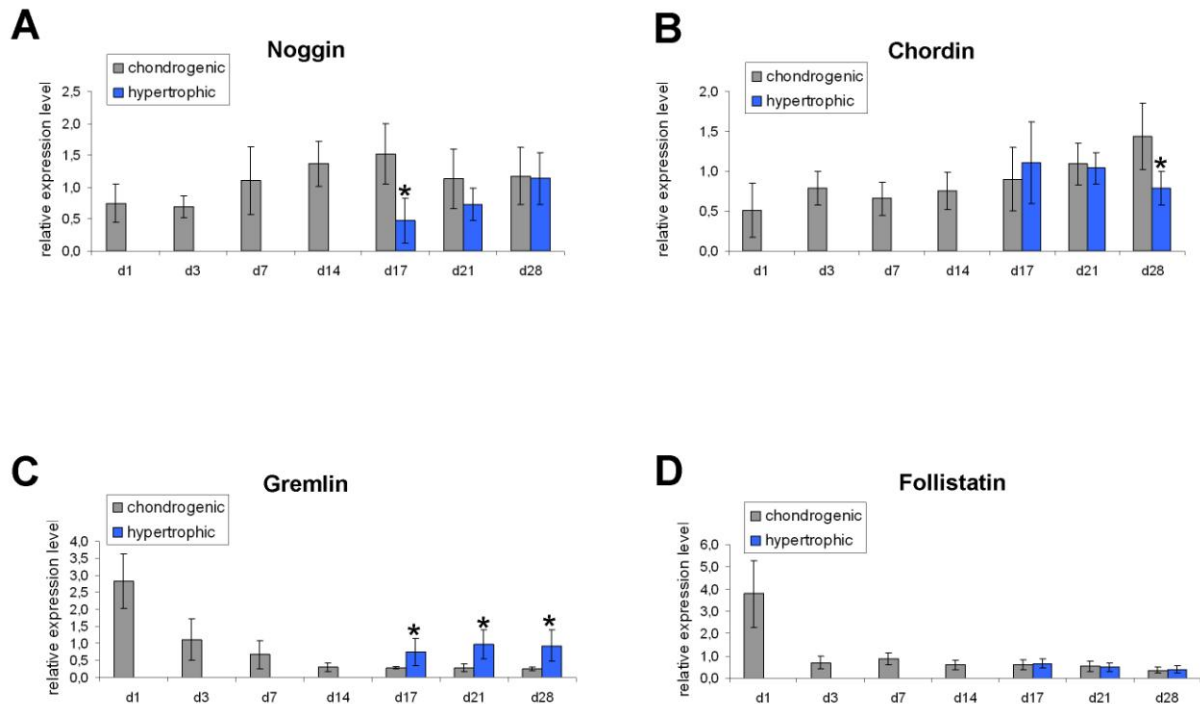 A
Noggin
chondrogenic
hypertrophic
relative expression level
2,5
2,0
1,5
1,0
0,5
0,0
*
d1 d3 d7 d14 d17 d21 d28
B
Chordin
chondrogenic
hypertrophic
relative expression level
2,0
1,5
1,0
0,5
0,0
*
d1 d3 d7 d14 d17 d21 d28
C
Gremlin
chondrogenic
hypertrophic
relative expression level
4,0
3,5
3,0
2,5
2,0
1,5
1,0
0,5
0,0
* * *
d1 d3 d7 d14 d17 d21 d28
D
Follistatin
chondrogenic
hypertrophic
relative expression level
6,0
5,0
4,0
3,0
2,0
1,0
0,0
d1 d3 d7 d14 d17 d21 d28